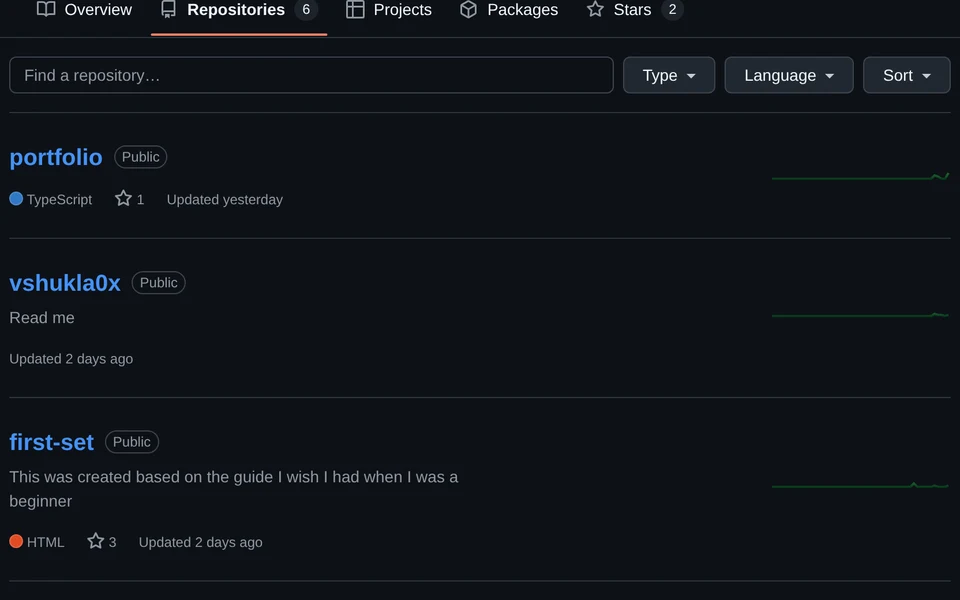 Overview Repositories 6 Projects Packages Stars 2
Find a repository… Type Language Sort
portfolio Public
TypeScript 1 Updated yesterday
vshukla0x Public
Read me
Updated 2 days ago
first-set Public
This was created based on the guide I wish I had when I was a
beginner
HTML 3 Updated 2 days ago